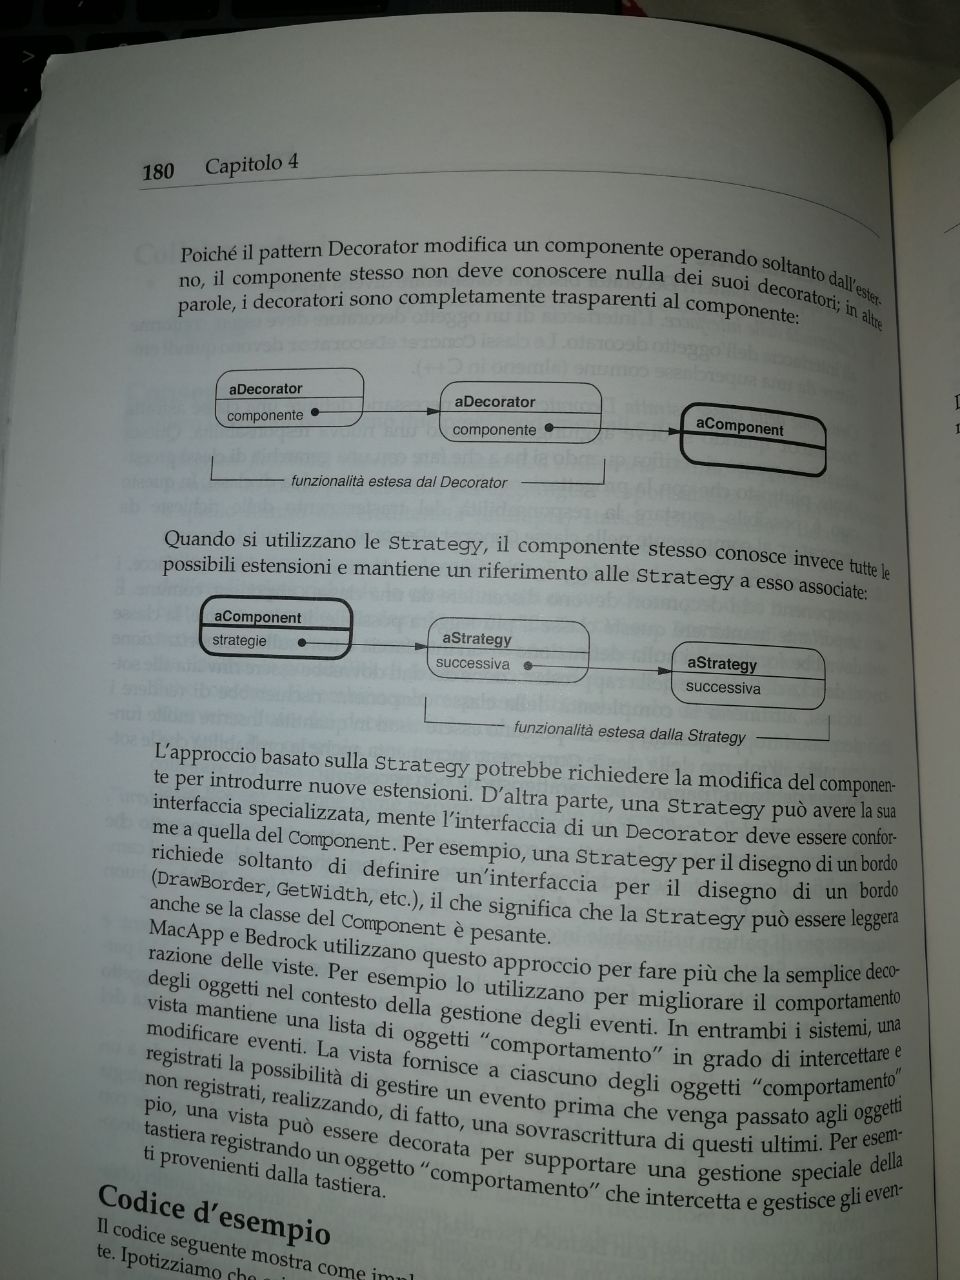 180 Capitolo 4
Poiché il pattern Decorator modifica un componente operando soltanto dall'ester-
no, il componente stesso non deve conoscere nulla dei suoi decoratori; in altre
parole, i decoratori sono completamente trasparenti al componente:
aDecorator
componente
aDecorator
componente
aComponent
funzionalità estesa dal Decorator
Quando si utilizzano le Strategy, il componente stesso conosce invece tutte le
possibili estensioni e mantiene un riferimento alle Strategy a esso associate:
aComponent
strategie
aStrategy
successiva
aStrategy
successiva
funzionalità estesa dalla Strategy
L'approccio basato sulla Strategy potrebbe richiedere la modifica del componen-
te per introdurre nuove estensioni. D'altra parte, una Strategy può avere la sua
interfaccia specializzata, mente l'interfaccia di un Decorator deve essere confor-
me a quella del Component. Per esempio, una Strategy per il disegno di un bordo
richiede soltanto di definire un'interfaccia per il disegno di un bordo
(DrawBorder, GetWidth, etc.), il che significa che la Strategy può essere leggera
anche se la classe del Component è pesante.
MacApp e Bedrock utilizzano questo approccio per fare più che la semplice deco-
razione delle viste. Per esempio lo utilizzano per migliorare il comportamento
degli oggetti nel contesto della gestione degli eventi. In entrambi i sistemi, una
vista mantiene una lista di oggetti "comportamento" in grado di intercettare e
modificare eventi. La vista fornisce a ciascuno degli oggetti "comportamento"
registrati la possibilità di gestire un evento prima che venga passato agli oggetti
non registrati, realizzando, di fatto, una sovrascrittura di questi ultimi. Per esem-
pio, una vista può essere decorata per supportare una gestione speciale della
tastiera registrando un oggetto "comportamento" che intercetta e gestisce gli even-
ti provenienti dalla tastiera.
Codice d'esempio
Il codice seguente mostra come
te. Ipotizziamo che